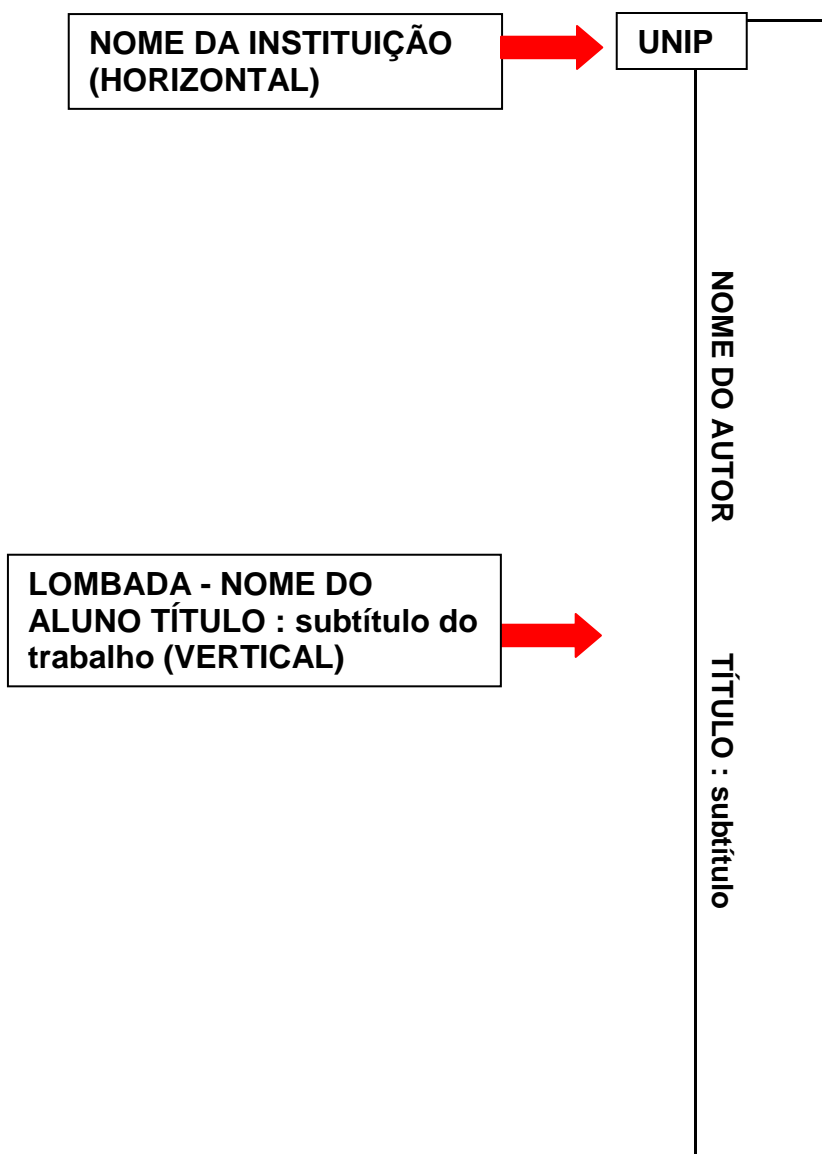 NOME DA INSTITUIÇÃO
(HORIZONTAL)
UNIP
NOME DO AUTOR
LOMBADA - NOME DO
ALUNO TÍTULO : subtítulo do
trabalho (VERTICAL)
TÍTULO : subtítulo